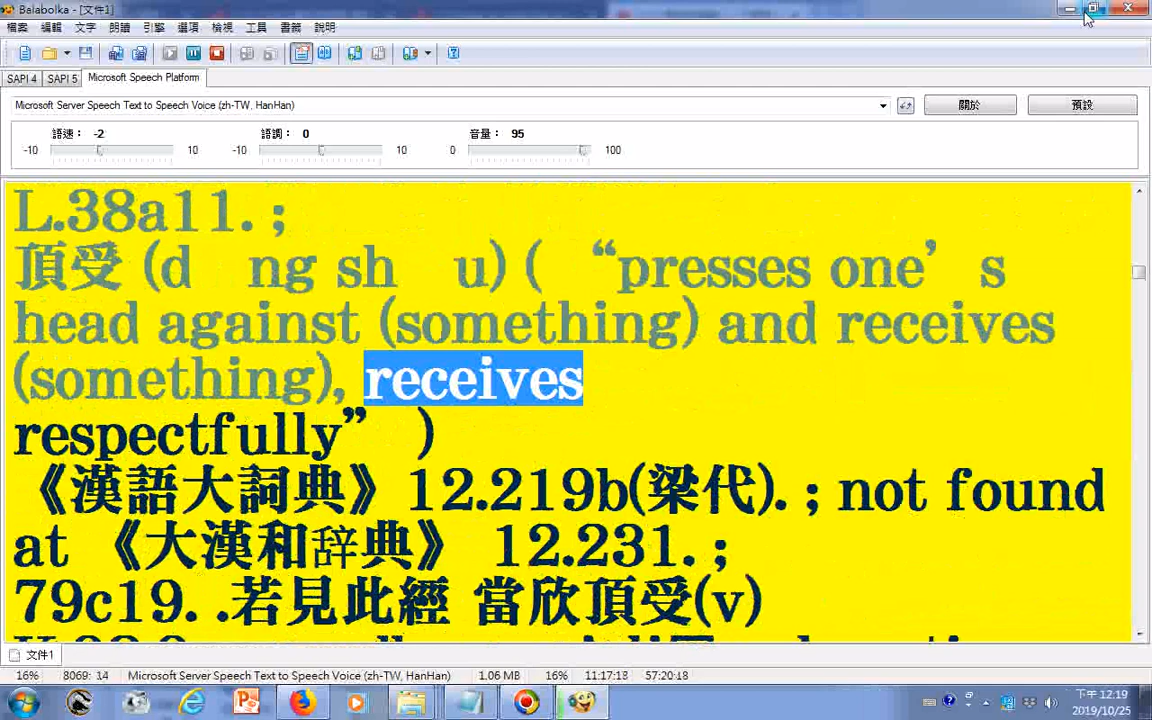 Balabolka - [文件1]
檔案 編輯 文字 朗讀 引擎 選項 檢視 工具 書籤 說明
SAPI 4 SAPI 5 Microsoft Speech Platform
Microsoft Server Speech Text to Speech Voice (zh-TW, HanHan) 關於 預設
語速： -2 語調： 0 音量： 95
-10 10 -10 10 0 100
L.38a11. ;
頂受 (d ng sh u) ( “presses one’s
head against (something) and receives
(something), receives
respectfully” )
《漢語大詞典》 12.219b(梁代). ; not found
at 《大漢和辞典》 12.231. ;
79c19. .若見此經 當欣頂受(v)
文件1
16% 8069: 14 Microsoft Server Speech Text to Speech Voice (zh-TW, HanHan) 1.06 MB 16% 11:17:13 57:20:18
下午 12:19
2019/10/25